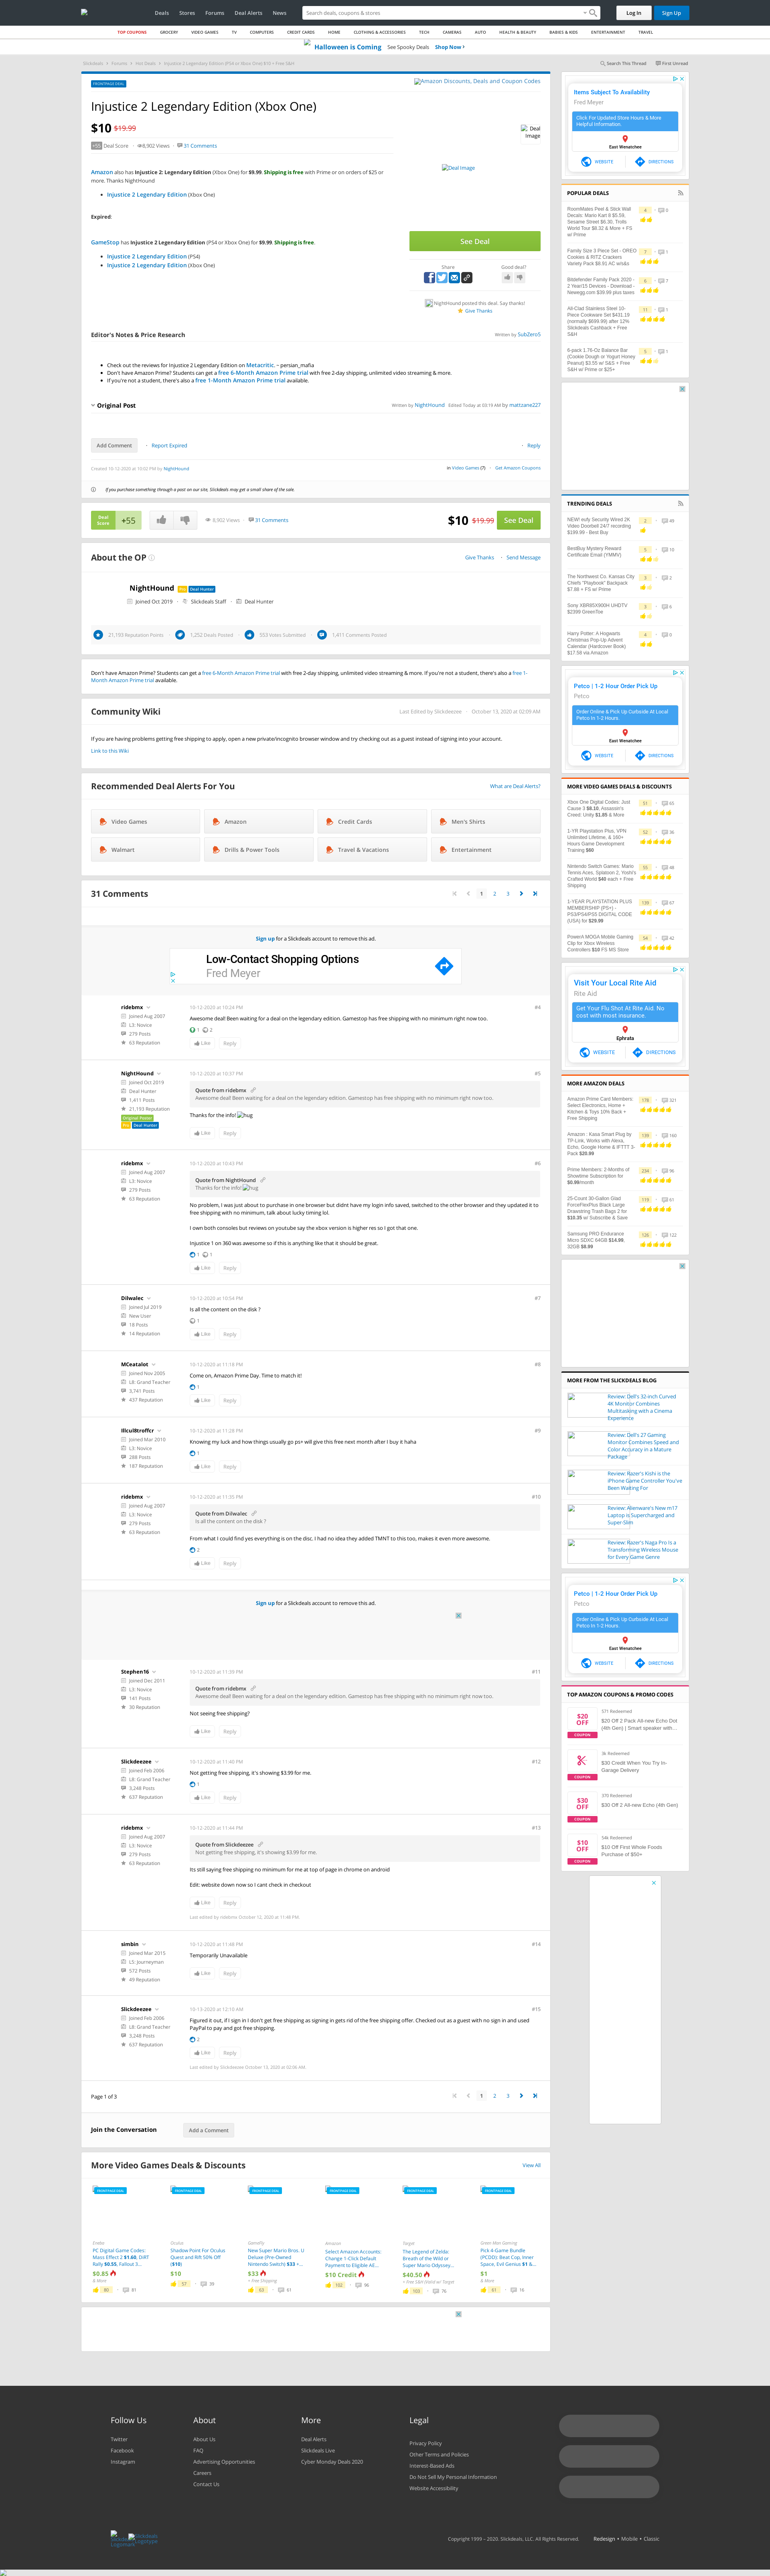 Deals Stores Forums Deal Alerts News
Search deals, coupons & stores
Log In Sign Up
TOP COUPONS GROCERY VIDEO GAMES TV COMPUTERS CREDIT CARDS HOME CLOTHING & ACCESSORIES TECH CAMERAS AUTO HEALTH & BEAUTY BABIES & KIDS ENTERTAINMENT TRAVEL
Halloween is Coming See Spooky Deals Shop Now ›
Slickdeals > Forums > Hot Deals > Injustice 2 Legendary Edition (PS4 or Xbox One) $10 + Free S&H
Search This Thread First Unread
FRONTPAGE DEAL
Amazon Discounts, Deals and Coupon Codes
Injustice 2 Legendary Edition (Xbox One)
$10 $19.99
Deal Image
+55 Deal Score 8,902 Views 31 Comments
Deal Image
Amazon also has Injustice 2: Legendary Edition (Xbox One) for $9.99. Shipping is free with Prime or on orders of $25 or
more. Thanks NightHound
Injustice 2 Legendary Edition (Xbox One)
Expired:
GameStop has Injustice 2 Legendary Edition (PS4 or Xbox One) for $9.99. Shipping is free.
Injustice 2 Legendary Edition (PS4)
Injustice 2 Legendary Edition (Xbox One)
See Deal
Share Good deal?
NightHound posted this deal. Say thanks!
Give Thanks
Editor's Notes & Price Research
Written by SubZero5
Check out the reviews for Injustice 2 Legendary Edition on Metacritic. ~ persian_mafia
Don't have Amazon Prime? Students can get a free 6-Month Amazon Prime trial with free 2-day shipping, unlimited video streaming & more.
If you're not a student, there's also a free 1-Month Amazon Prime trial available.
Original Post
Written by NightHound Edited Today at 03:19 AM by mattzane227
Add Comment Report Expired Reply
Created 10-12-2020 at 10:02 PM by NightHound
in Video Games (7) Get Amazon Coupons
If you purchase something through a post on our site, Slickdeals may get a small share of the sale.
Deal Score +55 8,902 Views 31 Comments $10 $19.99 See Deal
About the OP
Give Thanks Send Message
NightHound Deal Hunter
Joined Oct 2019 Slickdeals Staff Deal Hunter
21,193 Reputation Points 1,252 Deals Posted 553 Votes Submitted 1,411 Comments Posted
Don't have Amazon Prime? Students can get a free 6-Month Amazon Prime trial with free 2-day shipping, unlimited video streaming & more. If you're not a student, there's also a free 1-
Month Amazon Prime trial available.
Community Wiki
Last Edited by Slickdeezee October 13, 2020 at 02:09 AM
If you are having problems getting free shipping to apply, open a new private/incognito browser window and try checking out as a guest instead of signing into your account.
Link to this Wiki
Recommended Deal Alerts For You
What are Deal Alerts?
Video Games Amazon Credit Cards Men's Shirts
Walmart Drills & Power Tools Travel & Vacations Entertainment
31 Comments
1 2 3
Sign up for a Slickdeals account to remove this ad.
Low-Contact Shopping Options
Fred Meyer
ridebmx 10-12-2020 at 10:24 PM #4
Joined Aug 2007
L3: Novice
279 Posts
63 Reputation
Awesome deal! Been waiting for a deal on the legendary edition. Gamestop has free shipping with no minimum right now too.
1 2
Like Reply
NightHound 10-12-2020 at 10:37 PM #5
Joined Oct 2019
Deal Hunter
1,411 Posts
21,193 Reputation
Original Poster
Deal Hunter
Quote from ridebmx
Awesome deal! Been waiting for a deal on the legendary edition. Gamestop has free shipping with no minimum right now too.
Thanks for the info! hug
Like Reply
ridebmx 10-12-2020 at 10:43 PM #6
Joined Aug 2007
L3: Novice
279 Posts
63 Reputation
Quote from NightHound
Thanks for the info! hug
No problem, I was just about to purchase in one browser but didnt have my login info saved, switched to the other browser and they updated it to
free shipping with no minimum, talk about lucky timing lol.
I own both consoles but reviews on youtube say the xbox version is higher res so I got that one.
Injustice 1 on 360 was awesome so if this is anything like that it should be great.
1 1
Like Reply
Dilwalec 10-12-2020 at 10:54 PM #7
Joined Jul 2019
New User
18 Posts
14 Reputation
Is all the content on the disk ?
1
Like Reply
MCeatalot 10-12-2020 at 11:18 PM #8
Joined Nov 2005
L8: Grand Teacher
3,741 Posts
437 Reputation
Come on, Amazon Prime Day. Time to match it!
1
Like Reply
Illcul8troffcr 10-12-2020 at 11:28 PM #9
Joined Mar 2010
L3: Novice
288 Posts
187 Reputation
Knowing my luck and how things usually go ps+ will give this free next month after I buy it haha
1
Like Reply
ridebmx 10-12-2020 at 11:30 PM #10
Joined Aug 2007
L3: Novice
279 Posts
63 Reputation
Quote from Dilwalec
Is all the content on the disk ?
From what I could find yes everything is on the disc, I had no idea they added TMNT to this too, makes it even more awesome.
2
Like Reply
Sign up for a Slickdeals account to remove this ad.
Stephen16 10-12-2020 at 11:39 PM #11
Joined Dec 2011
L3: Novice
141 Posts
30 Reputation
Quote from ridebmx
Awesome deal! Been waiting for a deal on the legendary edition. Gamestop has free shipping with no minimum right now too.
Not seeing free shipping?
Like Reply
Slickdeezee 10-12-2020 at 11:40 PM #12
Joined Feb 2006
L8: Grand Teacher
3,248 Posts
637 Reputation
Not getting free shipping, it's showing $3.99 for me.
1
Like Reply
ridebmx 10-12-2020 at 11:44 PM #13
Joined Aug 2007
L3: Novice
279 Posts
63 Reputation
Quote from Slickdeezee
Not getting free shipping, it's showing $3.99 for me.
Its still saying free shipping no minimum for me at top of page in chrome on android
Edit: website down now so I cant check in checkout
Like Reply
Last edited by ridebmx October 12, 2020 at 11:48 PM.
simbin 10-12-2020 at 11:48 PM #14
Joined Mar 2015
L5: Journeyman
572 Posts
49 Reputation
Temporarily Unavailable
Like Reply
Slickdeezee 10-13-2020 at 12:19 AM #15
Joined Feb 2006
L8: Grand Teacher
3,248 Posts
637 Reputation
Figured it out, if i sign in I don't get free shipping as signing in gets rid of the free shipping offer. Checked out as a guest with no sign in and used
PayPal to pay and got free shipping.
2
Like Reply
Last edited by Slickdeezee October 13, 2020 at 02:06 AM.
Page 1 of 3
1 2 3
Join the Conversation Add a Comment
More Video Games Deals & Discounts
View All
PC Digital Game Codes: Mass Effect 2 $1.60, DiRT Rally $0.55, Fallout 3...
$0.85
& More
80 81
Shadow Point For Oculus Quest and Rift 50% Off ($10)
$10
57 39
New Super Mario Bros. U Deluxe (Pre-Owned Nintendo Switch) $33 +...
$33
+ Free Shipping
63 61
Select Amazon Accounts: Change 1-Click Default Payment to Eligible AE...
$10 Credit
102 96
The Legend of Zelda: Breath of the Wild or Super Mario Odyssey...
$40.50
103 76
Pick 4-Game Bundle (PCDD): Beat Cop, Inner Space, Evil Genius $1 &...
$1
& More
61 16
Items Subject To Availability
Fred Meyer
Click For Updated Store Hours & More
Helpful Information.
East Wenatchee
WEBSITE DIRECTIONS
POPULAR DEALS
RoomMates Peel & Stick Wall Decals: Mario Kart 8 $5.59, Sesame Street $6.30, Trolls World Tour $8.32 & More + FS w/ Prime
Family Size 3 Piece Set - OREO Cookies & RITZ Crackers Variety Pack $8.91 AC w/s&s
Bitdefender Family Pack 2020 - 2 Year/15 Devices - Download - Newegg.com $39.99 plus taxes
All-Clad Stainless Steel 10-Piece Cookware Set $431.19 (normally $699.99) after 12% Slickdeals Cashback + Free S&H
6-pack 1.76-Oz Balance Bar (Cookie Dough or Yogurt Honey Peanut) $3.55 w/ S&S + Free S&H w/ Prime or $25+
TRENDING DEALS
NEW! eufy Security Wired 2K Video Doorbell 24/7 recording $199.99 - Best Buy
BestBuy Mystery Reward Certificate Email (YMMV)
The Northwest Co. Kansas City Chiefs "Playbook" Backpack $7.88 + FS w/ Prime
Sony XBR85X900H UHDTV $2399 GreenToe
Harry Potter: A Hogwarts Christmas Pop-Up Advent Calendar (Hardcover Book) $17.59 via Amazon
Petco | 1-2 Hour Order Pick Up
Petco
Order Online & Pick Up Curbside At Local
Petco In 1-2 Hours.
East Wenatchee
WEBSITE DIRECTIONS
MORE VIDEO GAMES DEALS & DISCOUNTS
Xbox One Digital Codes: Just Cause 3 $8.10, Assassin's Creed: Unity $1.85 & More
1-YR Playstation Plus, VPN Unlimited Lifetime, & 160+ Hours Game Development Training $80
Nintendo Switch Games: Mario Tennis Aces, Splatoon 2, Yoshi's Crafted World $40 each + Free Shipping
1-YEAR PLAYSTATION PLUS MEMBERSHIP (PS+) - PS3/PS4/PS5 DIGITAL CODE (USA) for $29.99
PowerA MOGA Mobile Gaming Clip for Xbox Wireless Controllers $10 FS MS Store
Visit Your Local Rite Aid
Rite Aid
Get Your Flu Shot At Rite Aid. No
cost with most insurance.
Ephrata
WEBSITE DIRECTIONS
MORE AMAZON DEALS
Amazon Prime Card Members: Select Electronics, Home + Kitchen & Toys 10% Back + Free Shipping
Amazon : Kasa Smart Plug by TP-Link, Works with Alexa, Echo, Google Home & IFTTT 3-Pack $20.99
Prime Members: 2-Months of Showtime Subscription for $0.99/month
25-Count 30-Gallon Glad ForceFlexPlus Black Large Drawstring Trash Bags 2 for $10.35 w/ Subscribe & Save
Samsung PRO Endurance Micro SDXC 64GB $14.99, 32GB $8.99
MORE FROM THE SLICKDEALS BLOG
Review: Dell's 32-inch Curved 4K Monitor Combines Multitasking with a Cinema Experience
Review: Dell's 27 Gaming Monitor Combines Speed and Color Accuracy in a Mature Package
Review: Razer's Kishi is the iPhone Game Controller You've Been Waiting For
Review: Alienware's New m17 Laptop is Supercharged and Super-Slim
Review: Razer's Naga Pro Is a Transforming Wireless Mouse for Every Game Genre
Petco | 1-2 Hour Order Pick Up
Petco
Order Online & Pick Up Curbside At Local
Petco In 1-2 Hours.
East Wenatchee
WEBSITE DIRECTIONS
TOP AMAZON COUPONS & PROMO CODES
$20 OFF COUPON 571 Redeemed
$20 Off 2 Pack All-new Echo Dot (4th Gen) | Smart speaker with...
COUPON 3k Redeemed
$30 Credit When You Try In-Garage Delivery
$30 OFF COUPON 370 Redeemed
$30 Off 2 All-new Echo (4th Gen)
$10 OFF COUPON 54k Redeemed
$10 Off First Whole Foods Purchase of $50+
Follow Us About More Legal
Twitter
Facebook
Instagram
About Us
FAQ
Advertising Opportunities
Careers
Contact Us
Deal Alerts
Slickdeals Live
Cyber Monday Deals 2020
Privacy Policy
Other Terms and Policies
Interest-Based Ads
Do Not Sell My Personal Information
Website Accessibility
Copyright 1999 - 2020. Slickdeals, LLC. All Rights Reserved. Redesign • Mobile • Classic